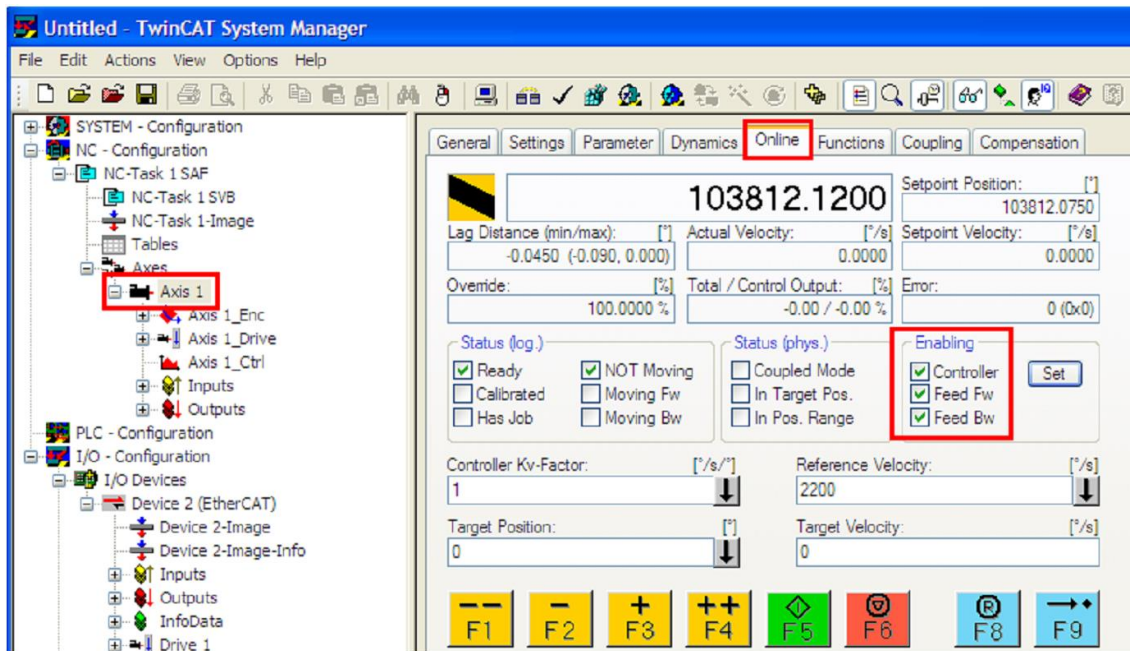 Untitled - TwinCAT System Manager
File Edit Actions View Options Help
SYSTEM - Configuration
NC - Configuration
NC-Task 1 SAF
NC-Task 1 SVB
NC-Task 1-Image
Tables
Axes
Axis 1
Axis 1_Enc
Axis 1_Drive
Axis 1_Ctrl
Inputs
Outputs
PLC - Configuration
I/O - Configuration
I/O Devices
Device 2 (EtherCAT)
Device 2-Image
Device 2-Image-Info
Inputs
Outputs
InfoData
Drive 1
General Settings Parameter Dynamics Online Functions Coupling Compensation
103812.1200
Setpoint Position: [°]
103812.0750
Lag Distance (min/max): [°] Actual Velocity: [°/s] Setpoint Velocity: [°/s]
-0.0450 (-0.090, 0.000) 0.0000 0.0000
Override: [%] Total / Control Output: [%] Error:
100.0000 % -0.00 / -0.00 % 0 (0x0)
Status (log.) Status (phys.) Enabling
Ready NOT Moving Coupled Mode Controller Set
Calibrated Moving Fw In Target Pos. Feed Fw
Has Job Moving Bw In Pos. Range Feed Bw
Controller Kv-Factor: [°/s/°] Reference Velocity: [°/s]
1 2200
Target Position: [°] Target Velocity: [°/s]
0 0
-- - + ++ R
F1 F2 F3 F4 F5 F6 F8 F9